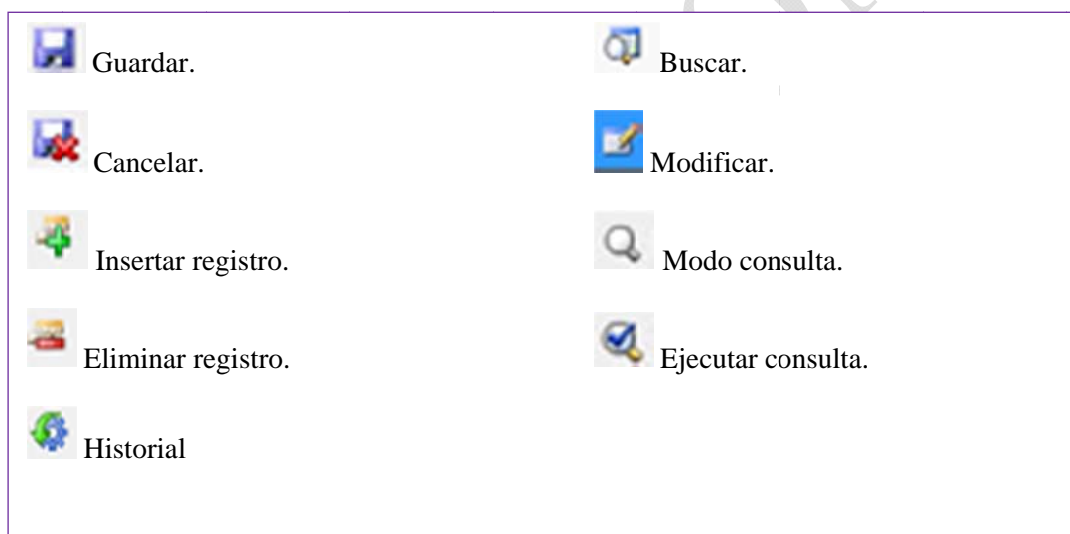 Guardar.
Buscar.
Cancelar.
Modificar.
Insertar registro.
Modo consulta.
Eliminar registro.
Ejecutar consulta.
Historial